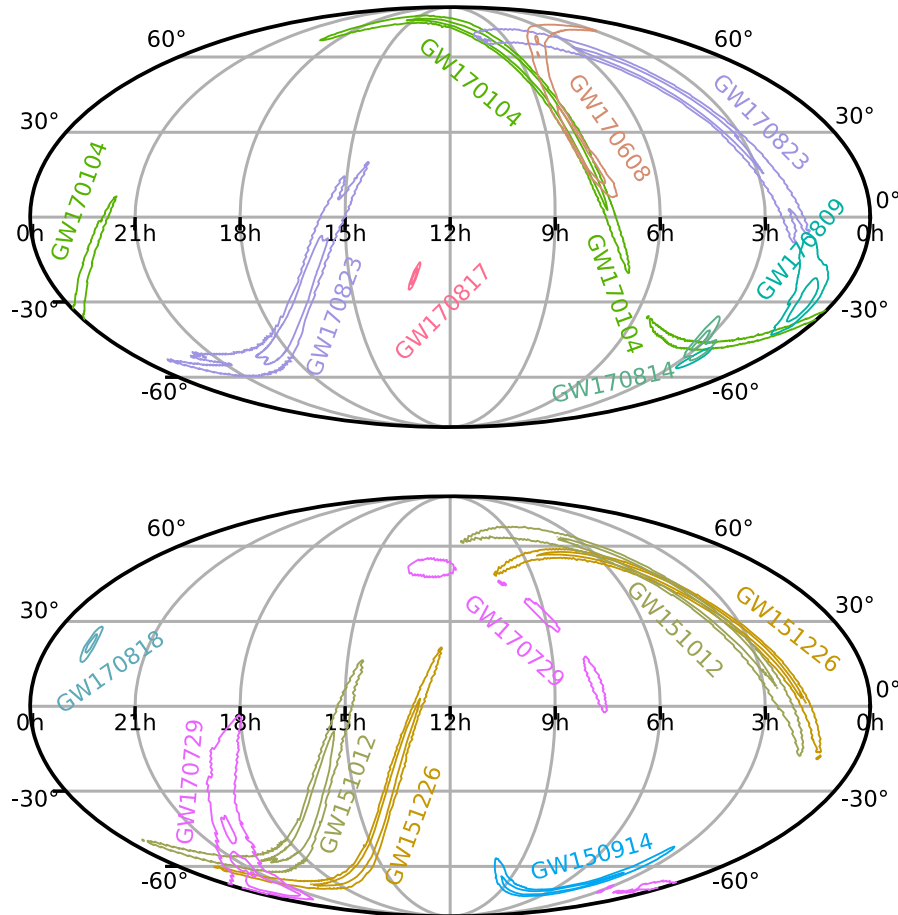 60° 60°
GW170104 GW170608 GW170823
30° 30°
GW170104 GW170809
0h 21h 18h 15h 12h 9h 6h 3h 0h 0°
GW170823 GW170817 GW170104
-30° -30°
GW170814
-60° -60°
60° 60°
GW151012 GW151226
30° 30°
GW170818 GW170729
0h 21h 18h 15h 12h 9h 6h 3h 0h 0°
GW170729 GW151012 GW151226
-30° -30°
GW150914
-60° -60°